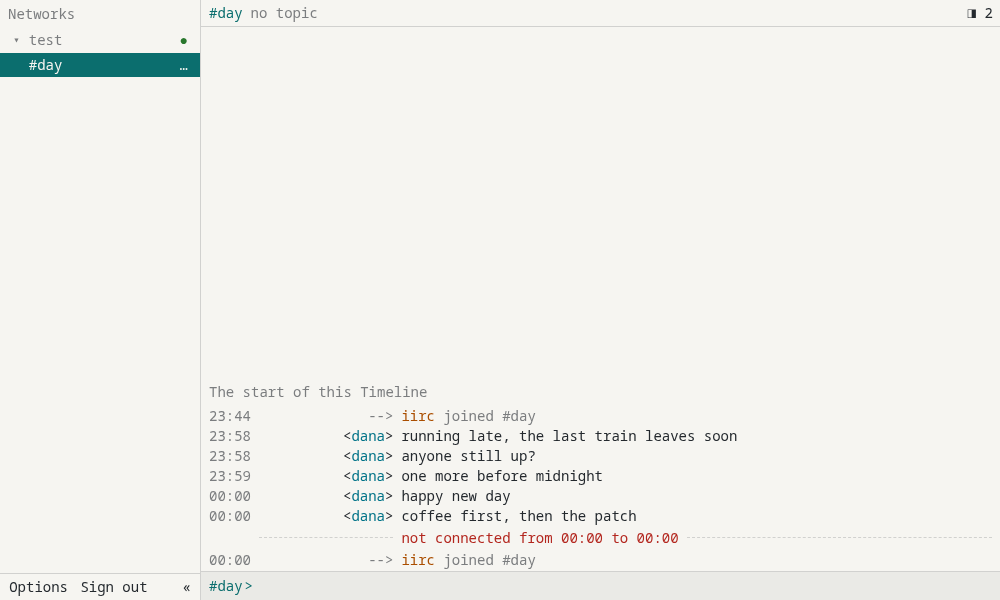 Networks
▾ test ●
#day …
Options Sign out «
#day no topic ◨ 2
The start of this Timeline
23:44 --> iirc joined #day
23:58 <dana> running late, the last train leaves soon
23:58 <dana> anyone still up?
23:59 <dana> one more before midnight
00:00 <dana> happy new day
00:00 <dana> coffee first, then the patch
not connected from 00:00 to 00:00
00:00 --> iirc joined #day
#day>